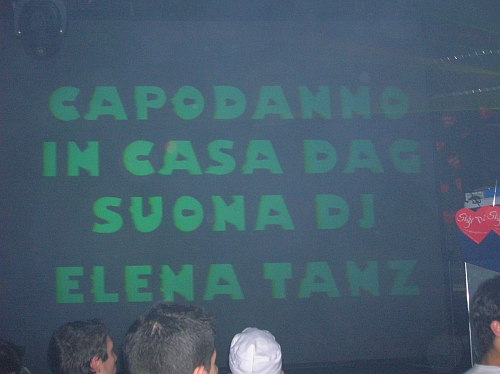 CAPODANNO
IN CASA DAG
SUONA DJ
ELENA TANZ